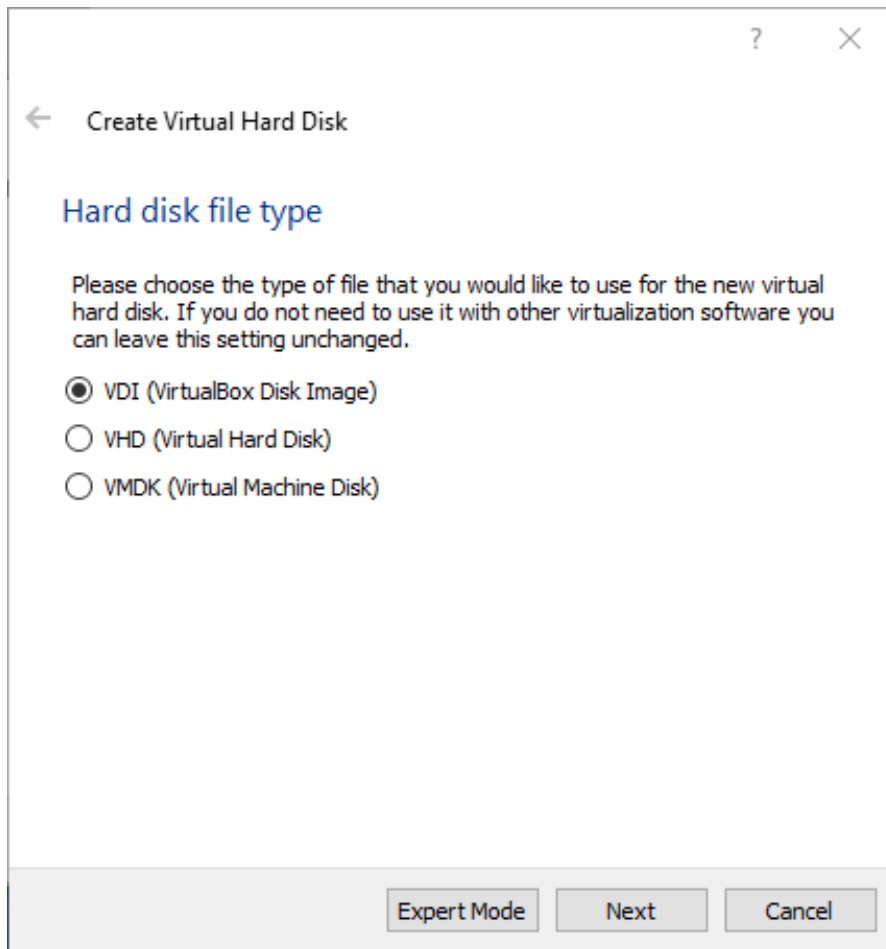 ?
Create Virtual Hard Disk
Hard disk file type
Please choose the type of file that you would like to use for the new virtual
hard disk. If you do not need to use it with other virtualization software you
can leave this setting unchanged.
VDI (VirtualBox Disk Image)
VHD (Virtual Hard Disk)
VMDK (Virtual Machine Disk)
Expert Mode Next Cancel